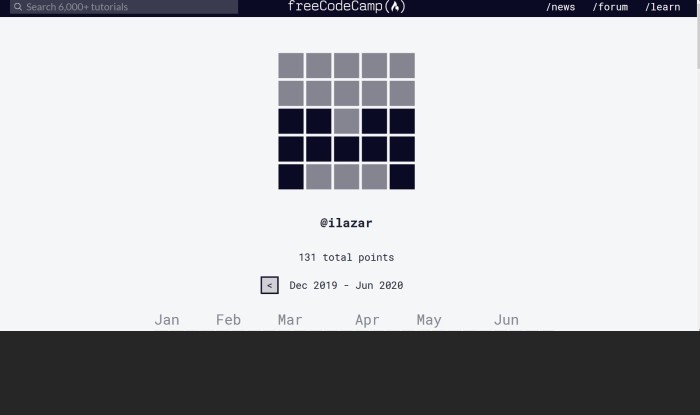 Search 6,000+ tutorials
freeCodeCamp(🔥)
/news /forum /learn
@ilazar
131 total points
< Dec 2019 - Jun 2020
Jan Feb Mar Apr May Jun